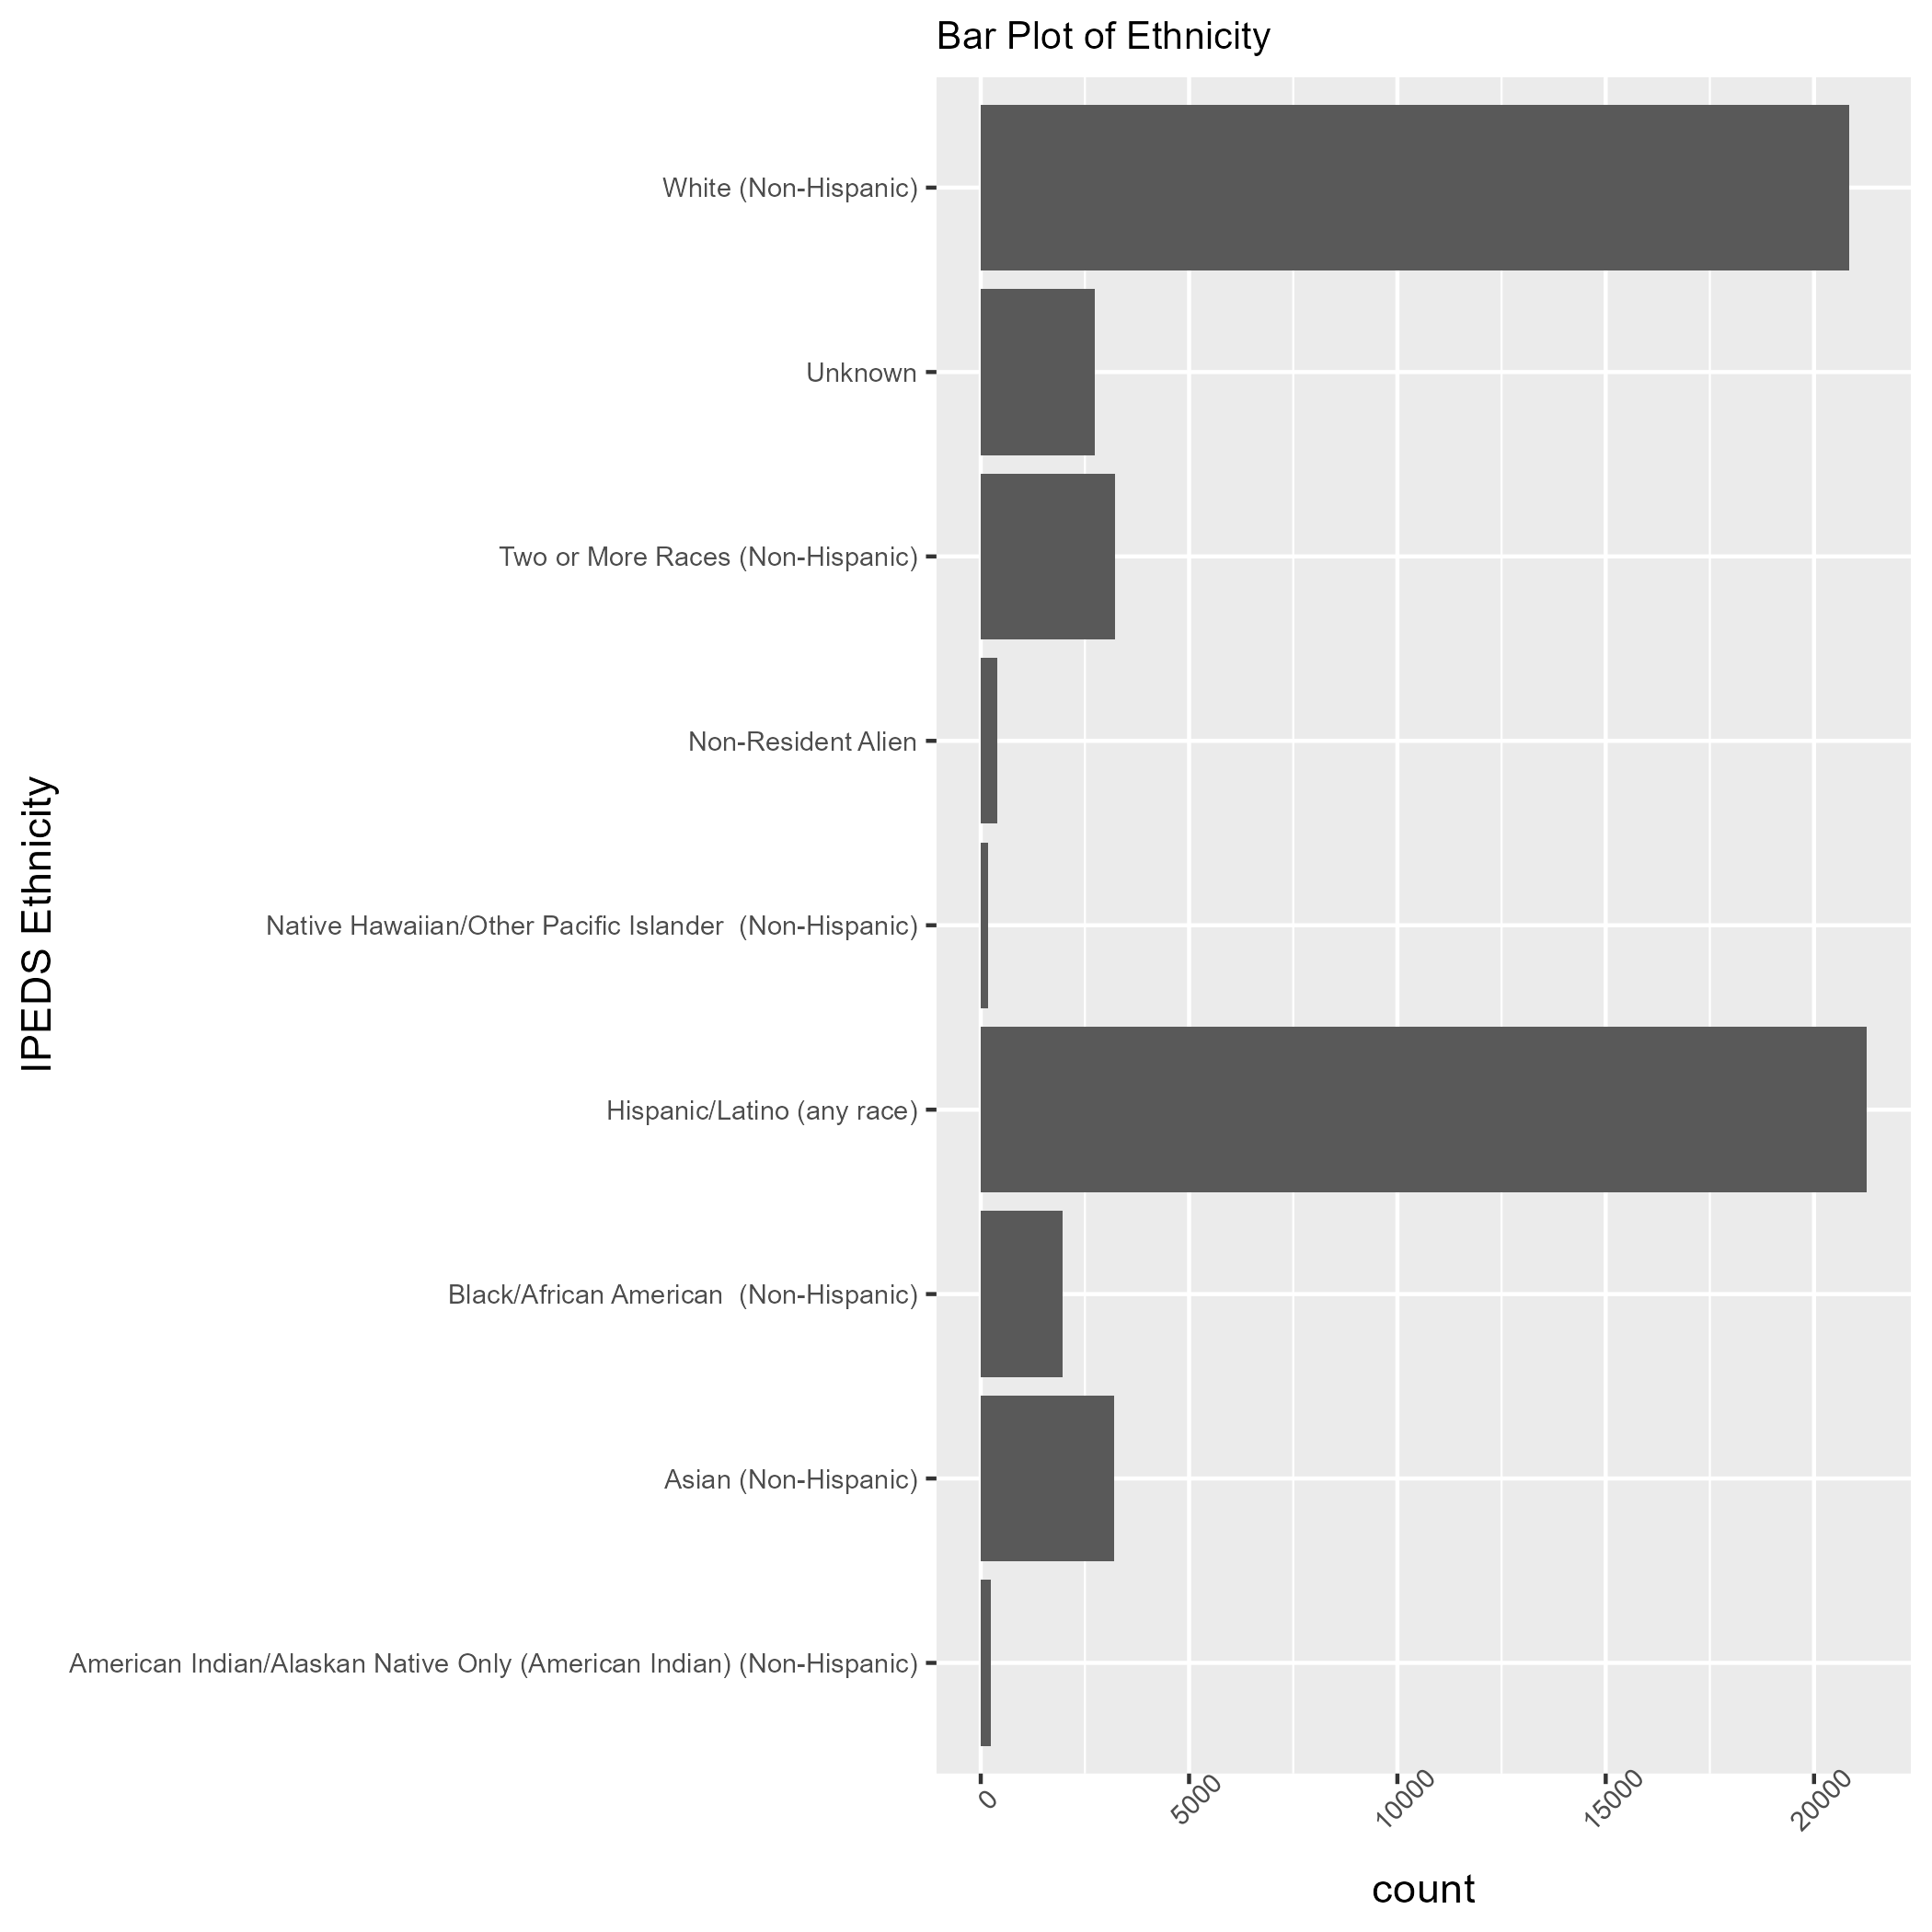 Bar Plot of Ethnicity
White (Non-Hispanic)
Unknown
Two or More Races (Non-Hispanic)
Non-Resident Alien
Native Hawaiian/Other Pacific Islander  (Non-Hispanic)
IPEDS Ethnicity
Hispanic/Latino (any race)
Black/African American  (Non-Hispanic)
Asian (Non-Hispanic)
American Indian/Alaskan Native Only (American Indian) (Non-Hispanic)
0 5000 10000 15000 20000
count